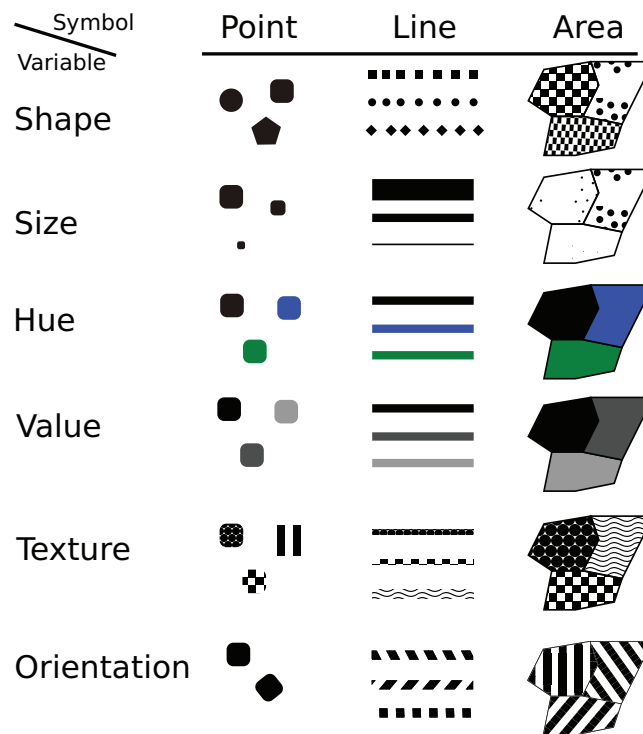 Symbol
Variable
Point Line Area
Shape
Size
Hue
Value
Texture
Orientation